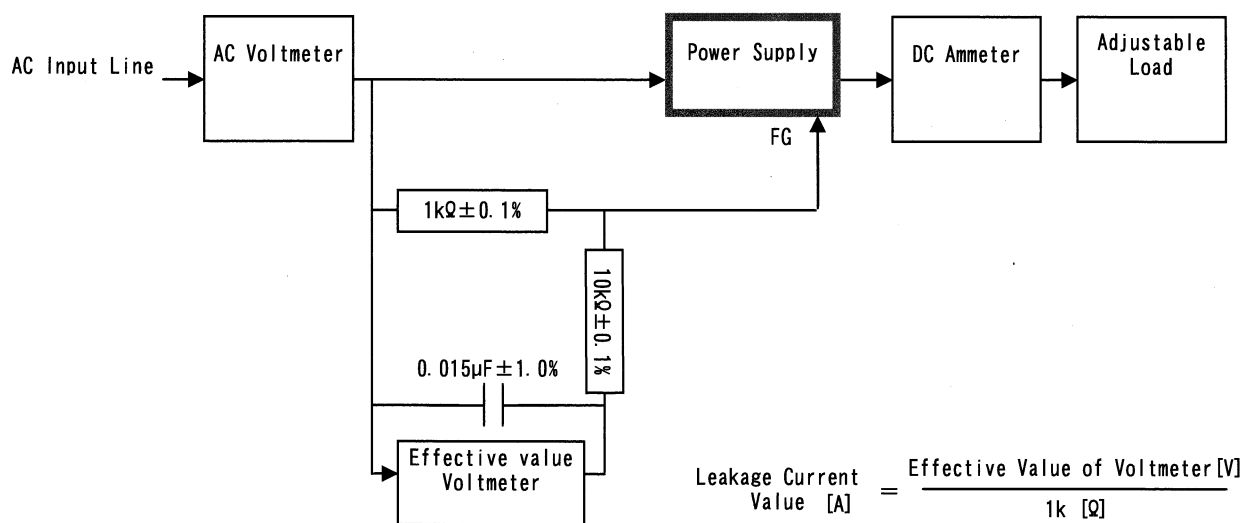 AC Input Line
AC Voltmeter
Power Supply
DC Ammeter
Adjustable
Load
FG
1kΩ±0.1%
10kΩ±0.1%
0.015μF±1.0%
Effective value
Voltmeter
Leakage Current
Value [A]
=
Effective Value of Voltmeter[V]
1k [Ω]